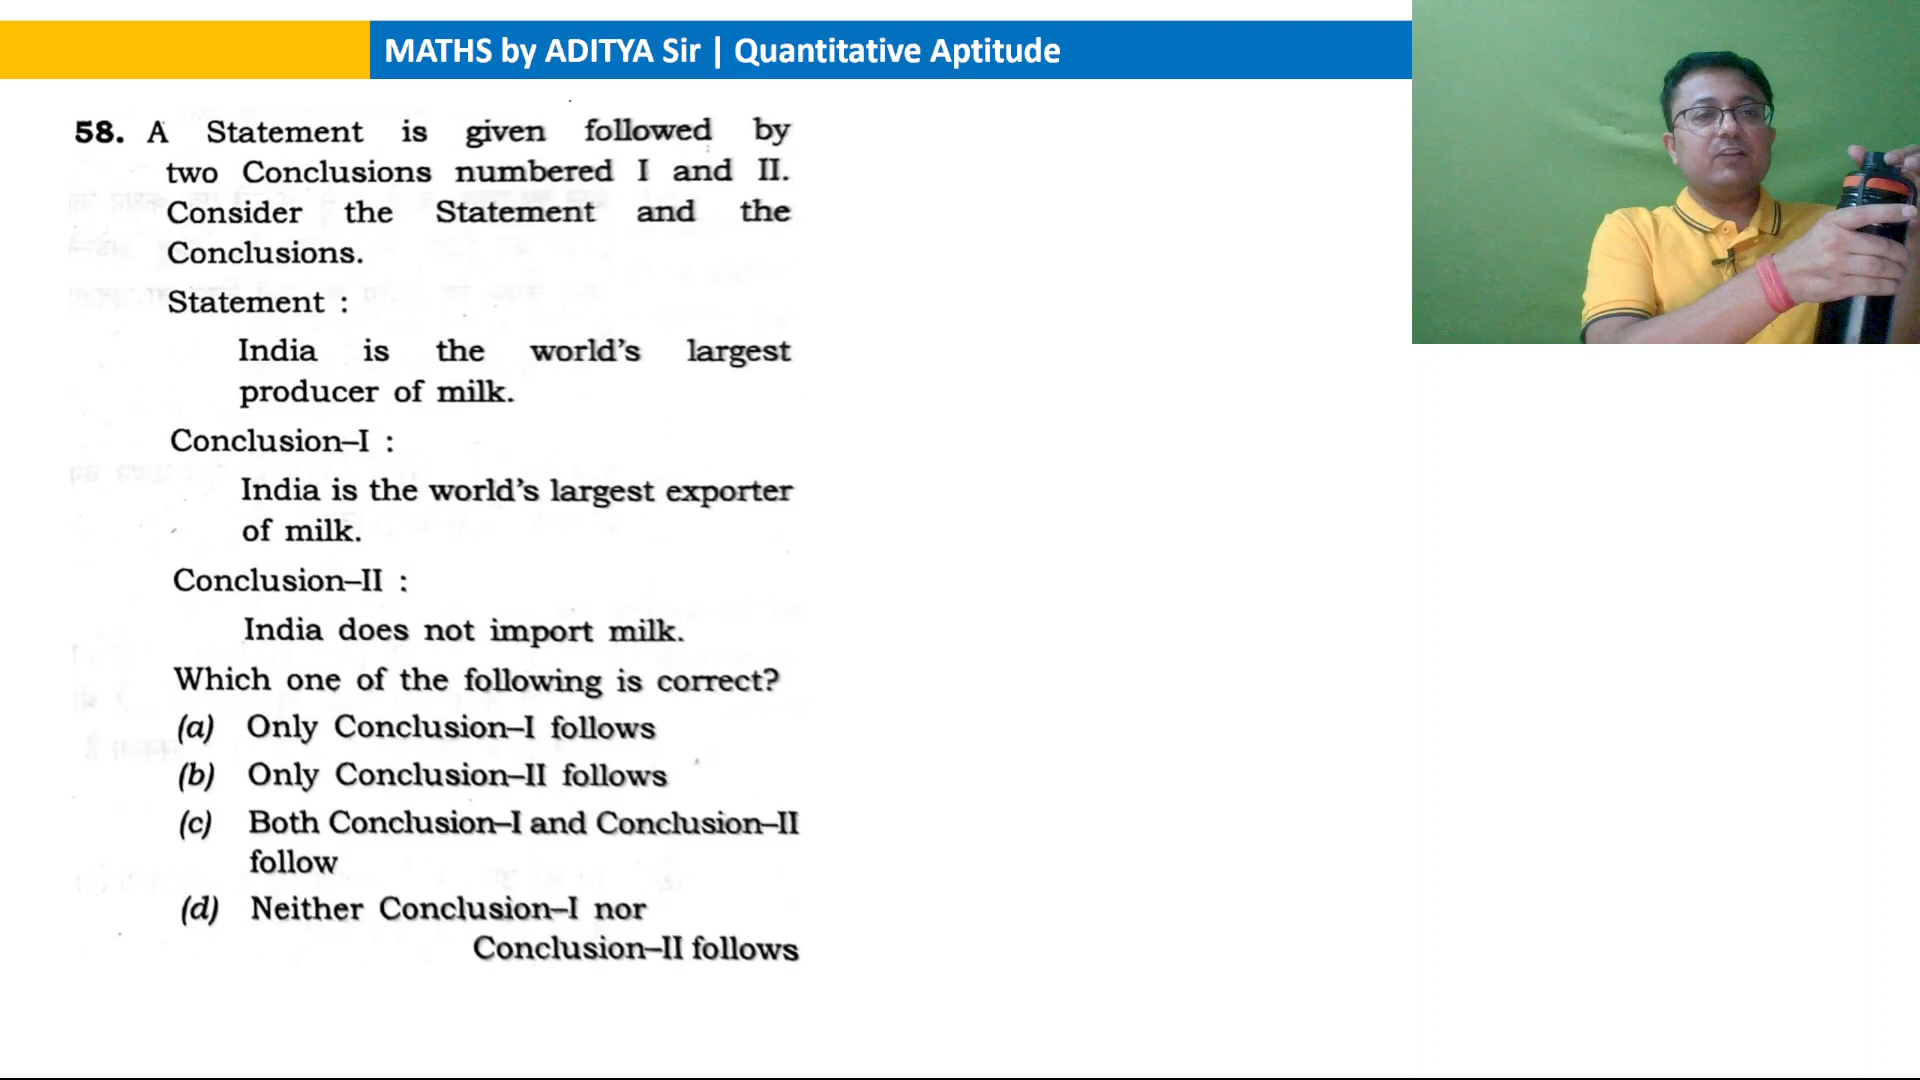 MATHS by ADITYA Sir | Quantitative Aptitude
58. A Statement is given followed by
two Conclusions numbered I and II.
Consider the Statement and the
Conclusions.
Statement :
India is the world's largest
producer of milk.
Conclusion–I :
India is the world's largest exporter
of milk.
Conclusion–II :
India does not import milk.
Which one of the following is correct?
(a) Only Conclusion–I follows
(b) Only Conclusion–II follows
(c) Both Conclusion–I and Conclusion–II
follow
(d) Neither Conclusion–I nor
Conclusion–II follows